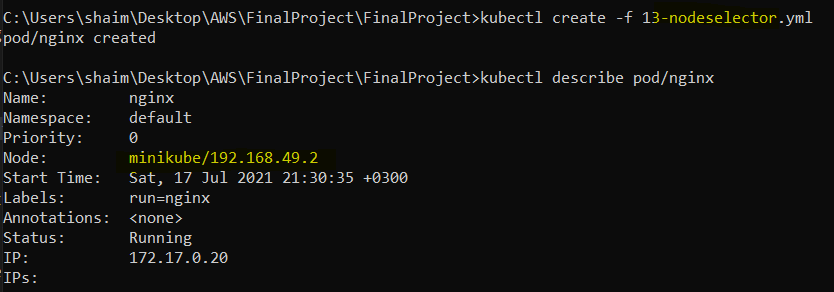 C:\Users\shaim\Desktop\AWS\FinalProject\FinalProject>kubectl create -f 13-nodeselector.yml
pod/nginx created
C:\Users\shaim\Desktop\AWS\FinalProject\FinalProject>kubectl describe pod/nginx
Name:         nginx
Namespace:    default
Priority:     0
Node:         minikube/192.168.49.2
Start Time:   Sat, 17 Jul 2021 21:30:35 +0300
Labels:       run=nginx
Annotations:  <none>
Status:       Running
IP:           172.17.0.20
IPs: